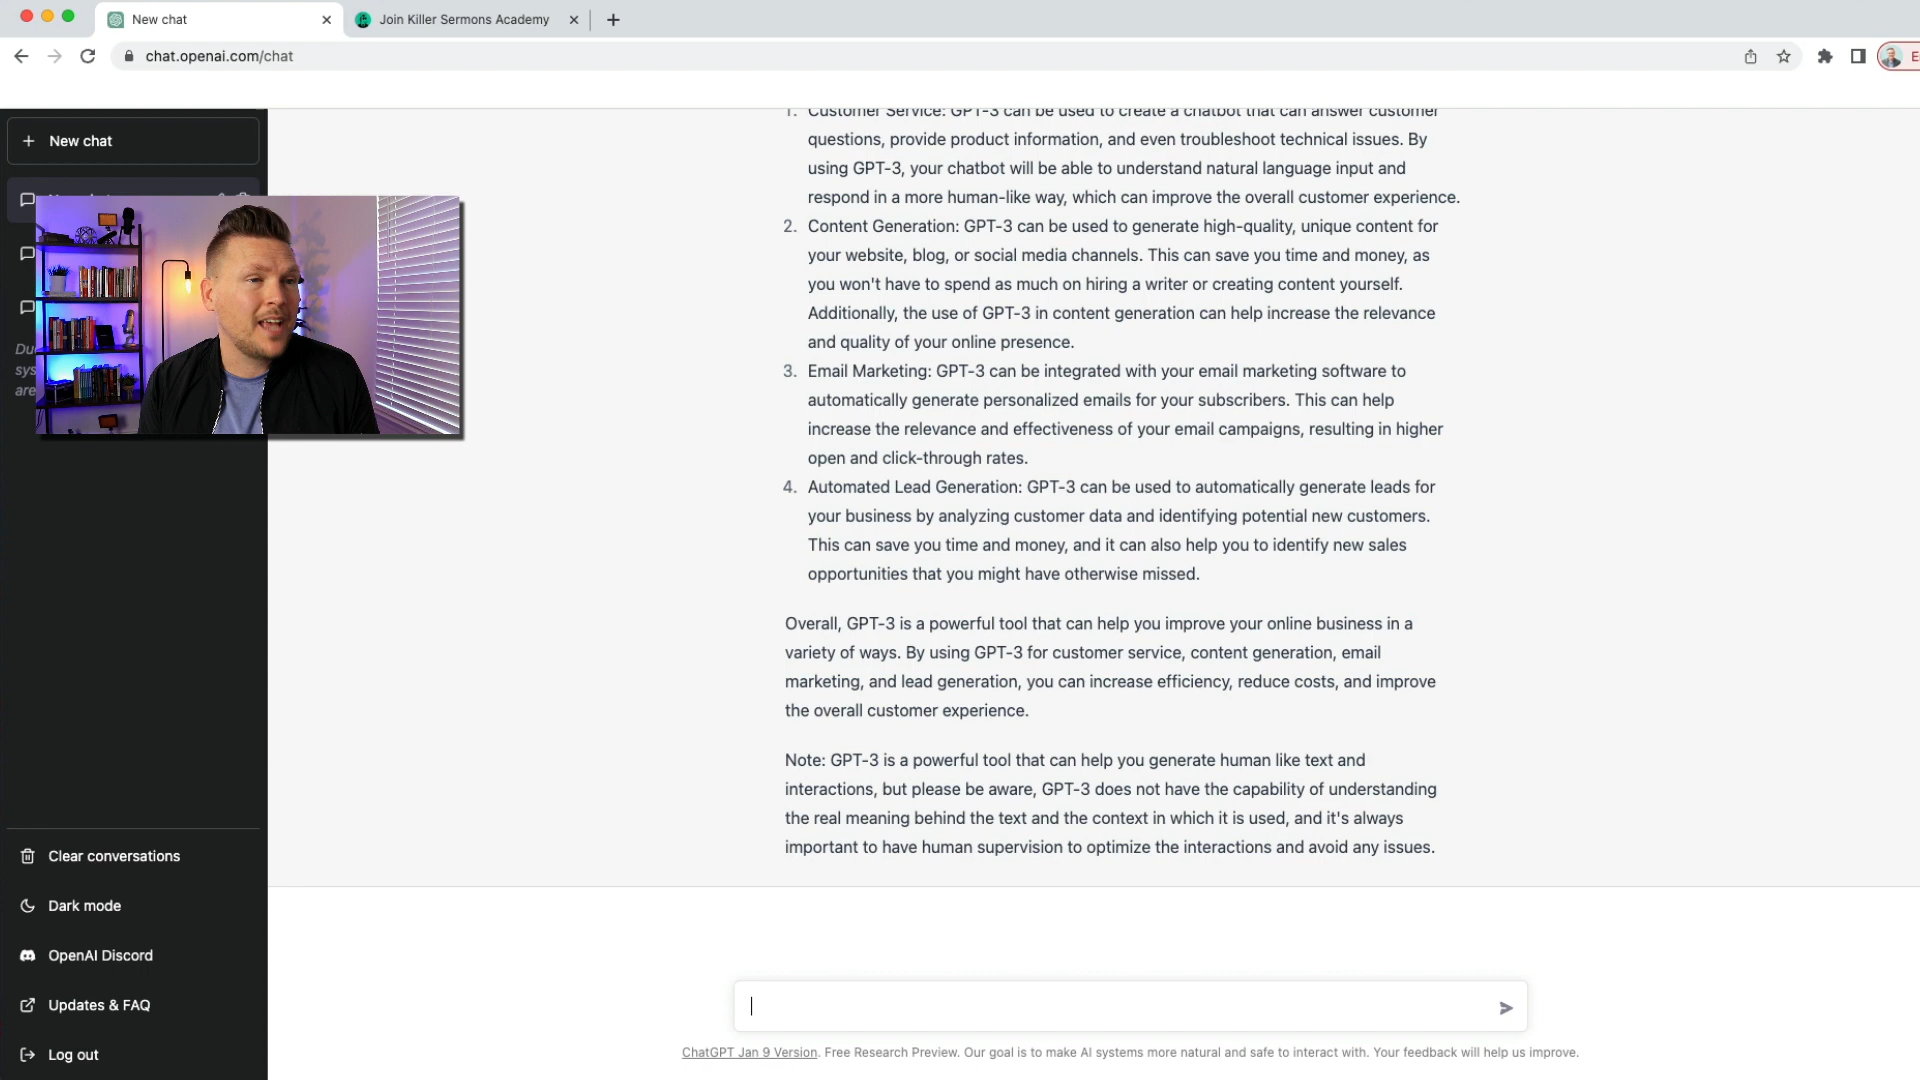 New chat
Join Killer Sermons Academy
chat.openai.com/chat
New chat
Du
sys
are
Clear conversations
Dark mode
OpenAI Discord
Updates & FAQ
Log out
1. Customer Service: GPT-3 can be used to create a chatbot that can answer customer
questions, provide product information, and even troubleshoot technical issues. By
using GPT-3, your chatbot will be able to understand natural language input and
respond in a more human-like way, which can improve the overall customer experience.
2. Content Generation: GPT-3 can be used to generate high-quality, unique content for
your website, blog, or social media channels. This can save you time and money, as
you won't have to spend as much on hiring a writer or creating content yourself.
Additionally, the use of GPT-3 in content generation can help increase the relevance
and quality of your online presence.
3. Email Marketing: GPT-3 can be integrated with your email marketing software to
automatically generate personalized emails for your subscribers. This can help
increase the relevance and effectiveness of your email campaigns, resulting in higher
open and click-through rates.
4. Automated Lead Generation: GPT-3 can be used to automatically generate leads for
your business by analyzing customer data and identifying potential new customers.
This can save you time and money, and it can also help you to identify new sales
opportunities that you might have otherwise missed.
Overall, GPT-3 is a powerful tool that can help you improve your online business in a
variety of ways. By using GPT-3 for customer service, content generation, email
marketing, and lead generation, you can increase efficiency, reduce costs, and improve
the overall customer experience.
Note: GPT-3 is a powerful tool that can help you generate human like text and
interactions, but please be aware, GPT-3 does not have the capability of understanding
the real meaning behind the text and the context in which it is used, and it's always
important to have human supervision to optimize the interactions and avoid any issues.
ChatGPT Jan 9 Version. Free Research Preview. Our goal is to make AI systems more natural and safe to interact with. Your feedback will help us improve.